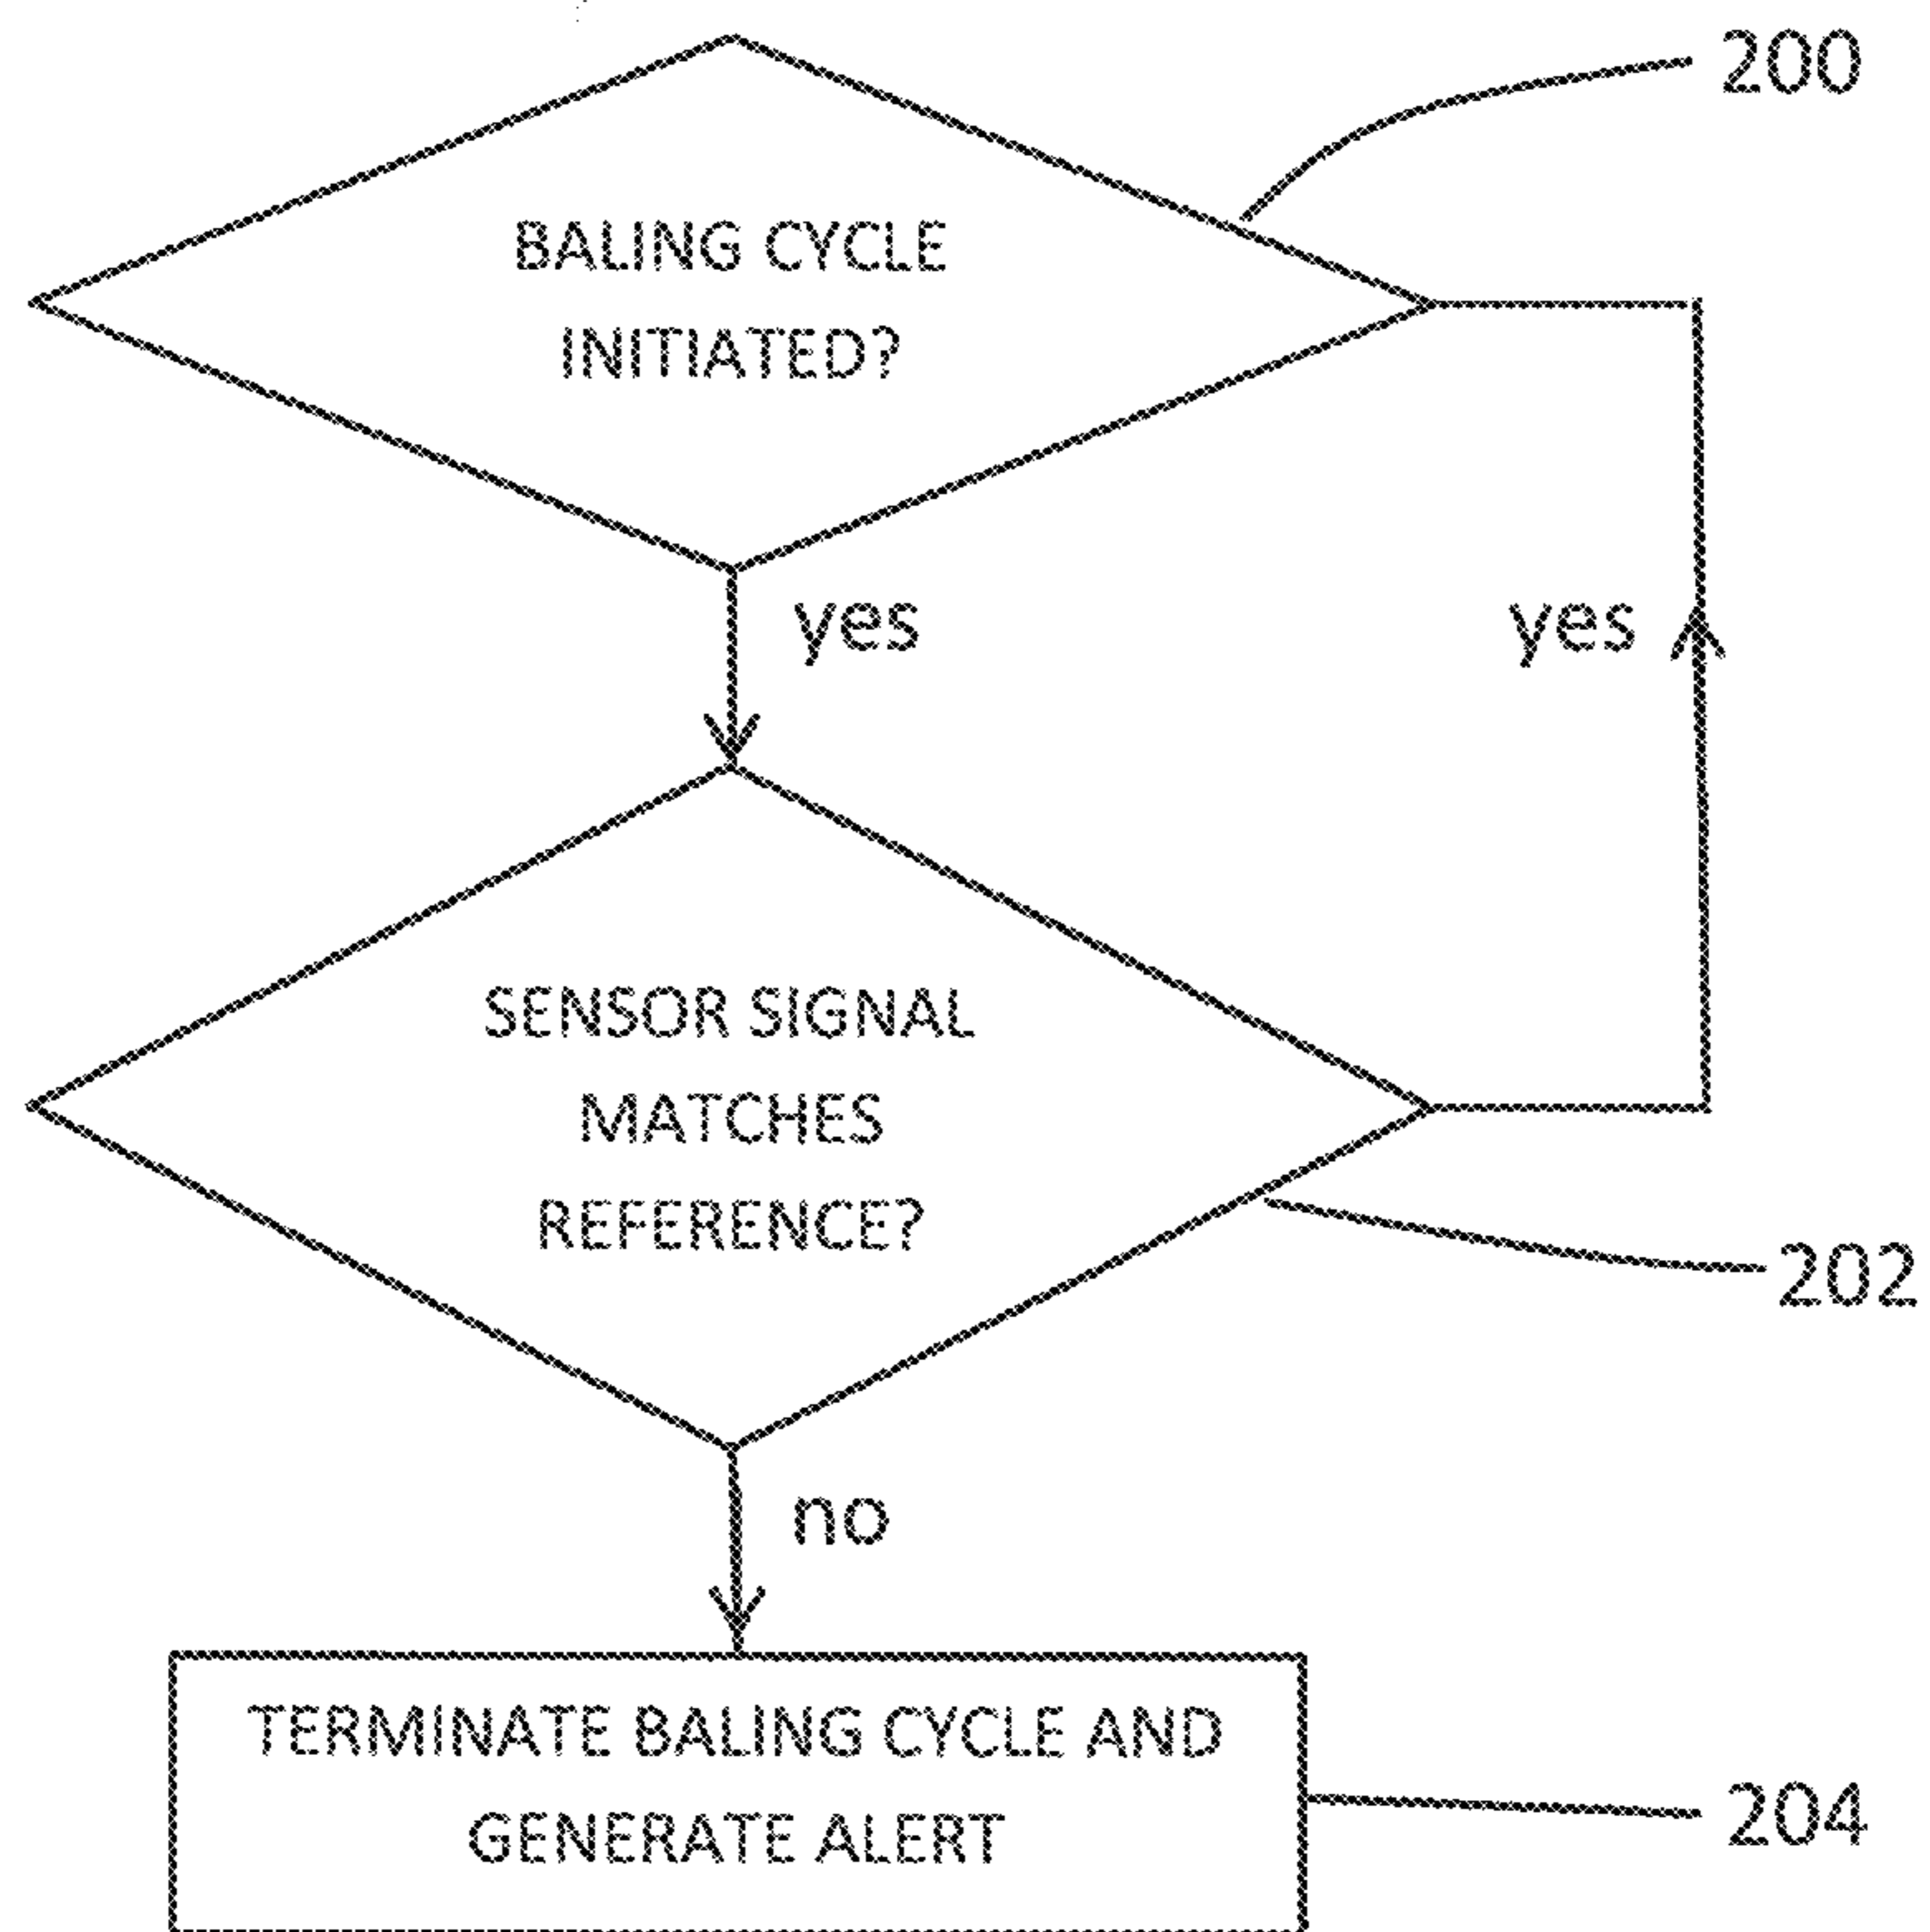 200
BALING CYCLE
INITIATED?
yes
yes
SENSOR SIGNAL
MATCHES
REFERENCE?
202
no
TERMINATE BALING CYCLE AND
GENERATE ALERT
204